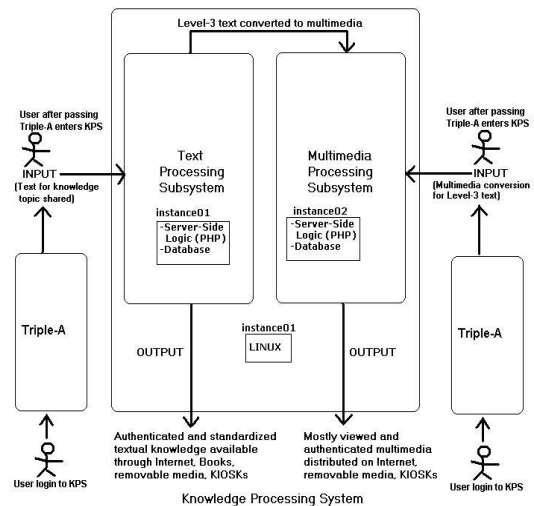 Level-3 text converted to multimedia
User after passing
Triple-A enters KPS
INPUT
(Text for knowledge
topic shared)
Triple-A
User login to KPS
Text
Processing
Subsystem
instance01
-Server-Side
Logic (PHP)
-Database
Multimedia
Processing
Subsystem
instance02
-Server-Side
Logic (PHP)
-Database
User after passing
Triple-A enters KPS
INPUT
(Multimedia conversion
for Level-3 text)
Triple-A
User login to KPS
instance01
LINUX
OUTPUT
OUTPUT
Authenticated and standardized
textual knowledge available
through Internet, Books,
removable media, KIOSKs
Mostly viewed and
authenticated multimedia
distributed on Internet,
removable media, KIOSKs
Knowledge Processing System